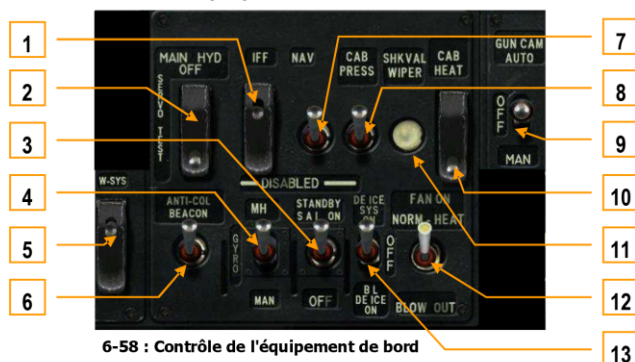 1
2
3
4
5
6
7
8
9
10
11
12
13
MAIN HYD
OFF
SERVO TEST
IFF
NAV
CAB
PRESS
SHKVAL
WIPER
CAB
HEAT
GUN CAM
AUTO
OFF
MAN
W-SYS
DISABLED
ANTI-COL
BEACON
GYRO
MH
MAN
STANDBY
S A I ON
OFF
DE ICE
SYS
ON
OFF
BL
DE ICE
ON
FAN ON
NORM - HEAT
BLOW OUT
6-58 : Contrôle de l'équipement de bord